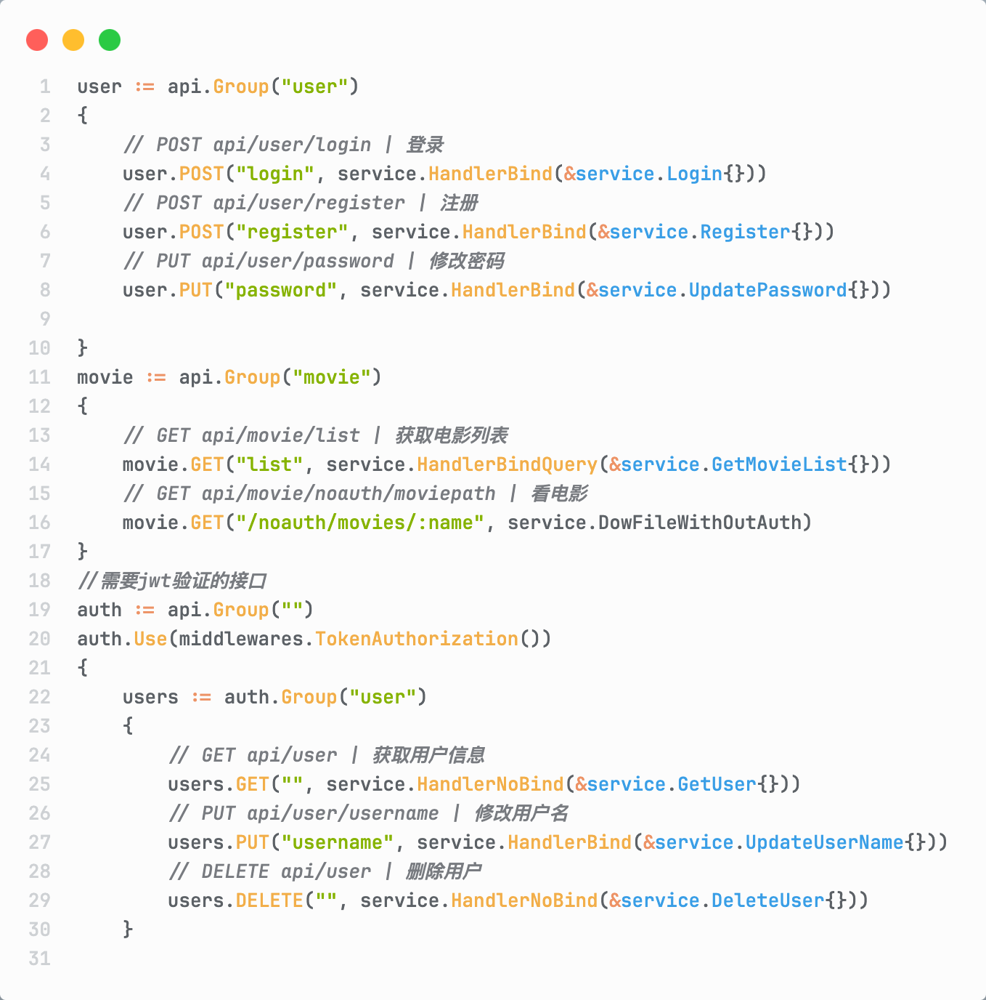 1 user := api.Group("user")
2 {
3     // POST api/user/login | 登录
4     user.POST("login", service.HandlerBind(&service.Login{}))
5     // POST api/user/register | 注册
6     user.POST("register", service.HandlerBind(&service.Register{}))
7     // PUT api/user/password | 修改密码
8     user.PUT("password", service.HandlerBind(&service.UpdatePassword{}))
9
10 }
11 movie := api.Group("movie")
12 {
13     // GET api/movie/list | 获取电影列表
14     movie.GET("list", service.HandlerBindQuery(&service.GetMovieList{}))
15     // GET api/movie/noauth/moviepath | 看电影
16     movie.GET("/noauth/movies/:name", service.DowFileWithOutAuth)
17 }
18 //需要jwt验证的接口
19 auth := api.Group("")
20 auth.Use(middlewares.TokenAuthorization())
21 {
22     users := auth.Group("user")
23     {
24         // GET api/user | 获取用户信息
25         users.GET("", service.HandlerNoBind(&service.GetUser{}))
26         // PUT api/user/username | 修改用户名
27         users.PUT("username", service.HandlerBind(&service.UpdateUserName{}))
28         // DELETE api/user | 删除用户
29         users.DELETE("", service.HandlerNoBind(&service.DeleteUser{}))
30     }
31